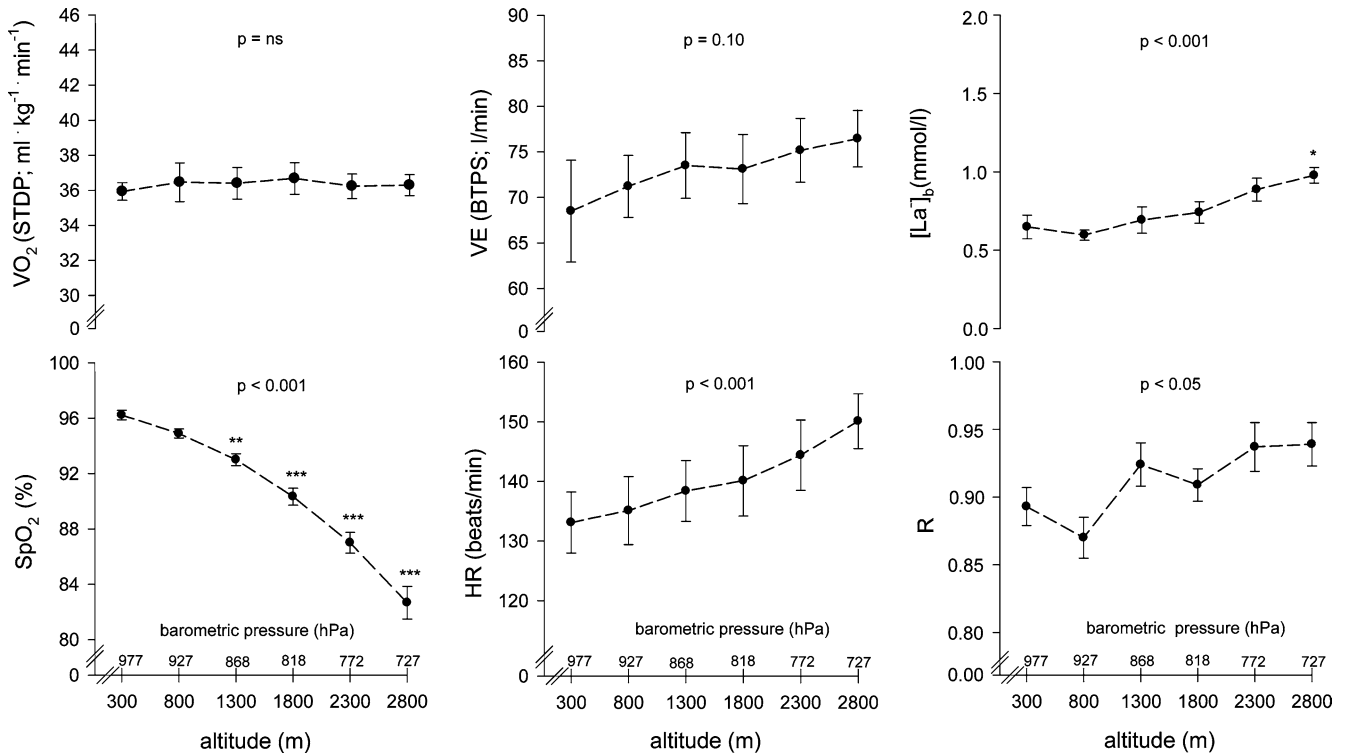 46
44
42
40
38
36
34
32
30
0
VO2 (STDP; ml · kg-1 · min-1)
p = ns
90
85
80
75
70
65
60
0
VE (BTPS; l/min)
p = 0.10
2.0
1.5
1.0
0.5
0.0
[La-]b(mmol/l)
p < 0.001
*
100
96
92
88
84
80
0
SpO2 (%)
p < 0.001
**
***
***
***
barometric pressure (hPa)
977 927 868 818 772 727
300 800 1300 1800 2300 2800
altitude (m)
160
150
140
130
120
0
HR (beats/min)
p < 0.001
barometric pressure (hPa)
977 927 868 818 772 727
300 800 1300 1800 2300 2800
altitude (m)
1.00
0.95
0.90
0.85
0.80
0.00
R
p < 0.05
barometric pressure (hPa)
977 927 868 818 772 727
300 800 1300 1800 2300 2800
altitude (m)